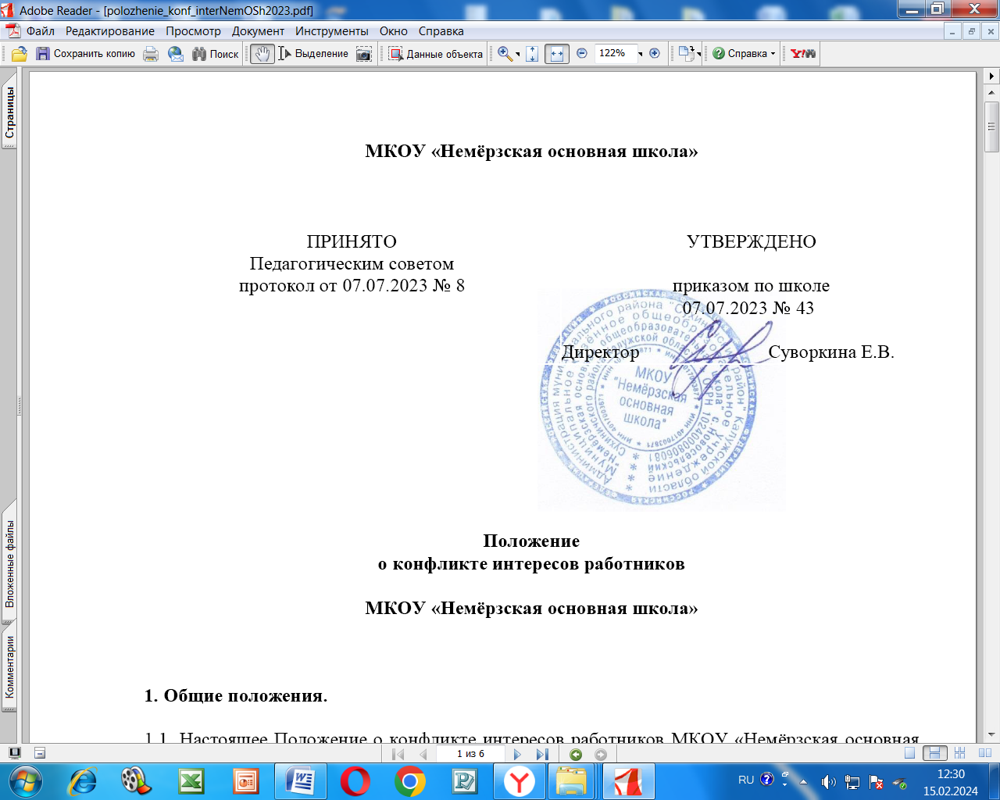 Adobe Reader - [polozhenie_konf_interNemOSh2023.pdf]
Файл Редактирование Просмотр Документ Инструменты Окно Справка
Сохранить копию Поиск Выделение Данные объекта 122% Справка Y!
Страницы
МКОУ «Немёрзская основная школа»
ПРИНЯТО
Педагогическим советом
протокол от 07.07.2023 № 8
УТВЕРЖДЕНО
приказом по школе
07.07.2023 № 43
Директор Суворкина Е.В.
МКОУ
"Немёрзская
основная
школа"
Положение
о конфликте интересов работников
МКОУ «Немёрзская основная школа»
Вложенные файлы
Комментарии
1. Общие положения.
1.1. Настоящее Положение о конфликте интересов работников МКОУ «Немёрзская основная
1 из 6
RU
12:30
15.02.2024